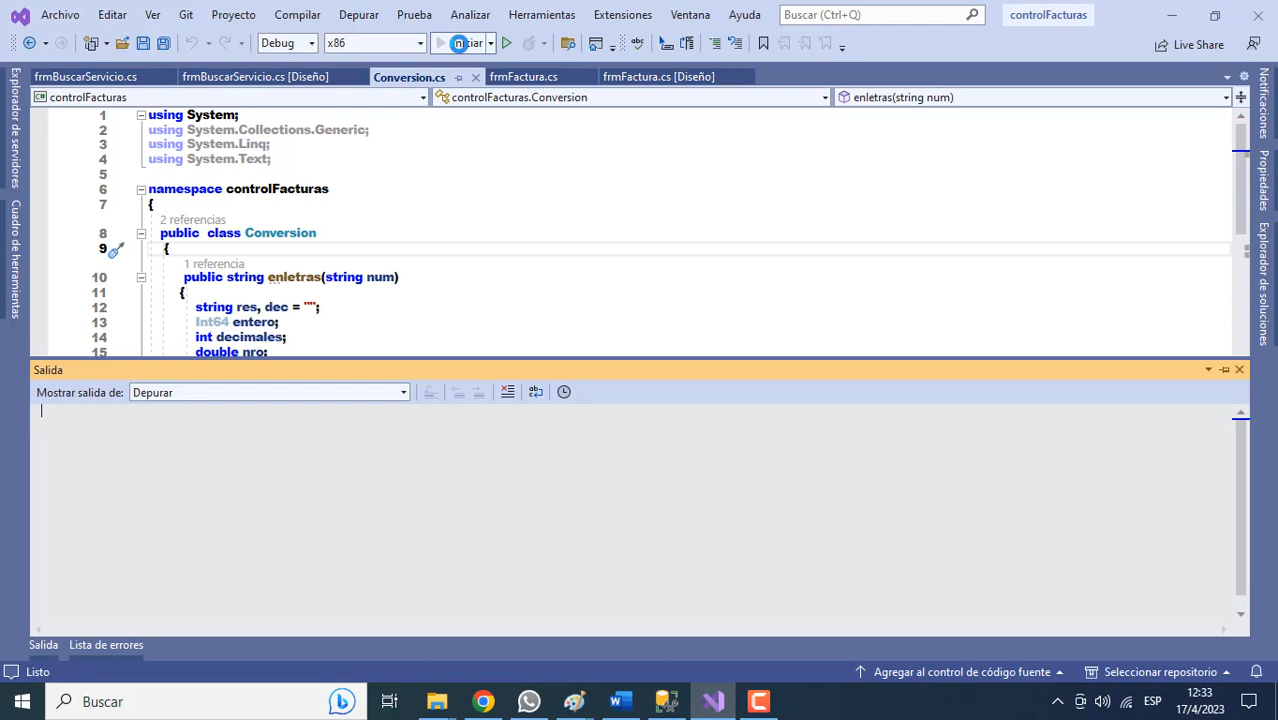 Archivo Editar Ver Git Proyecto Compilar Depurar Prueba Analizar Herramientas Extensiones Ventana Ayuda Buscar (Ctrl+Q) controlFacturas
Debug x86 Iniciar Live Share
frmBuscarServicio.cs frmBuscarServicio.cs [Diseño] Conversion.cs frmFactura.cs frmFactura.cs [Diseño]
controlFacturas controlFacturas.Conversion enletras(string num)
1 using System;
2 using System.Collections.Generic;
3 using System.Linq;
4 using System.Text;
5
6 namespace controlFacturas
7 {
2 referencias
8 public class Conversion
9 {
1 referencia
10 public string enletras(string num)
11 {
12 string res, dec = "";
13 Int64 entero;
14 int decimales;
15 double nro;
Explorador de servidores
Cuadro de herramientas
Notificaciones
Propiedades
Explorador de soluciones
Salida
Mostrar salida de: Depurar
Salida Lista de errores
Listo Agregar al control de código fuente Seleccionar repositorio
Buscar ESP 12:33
17/4/2023